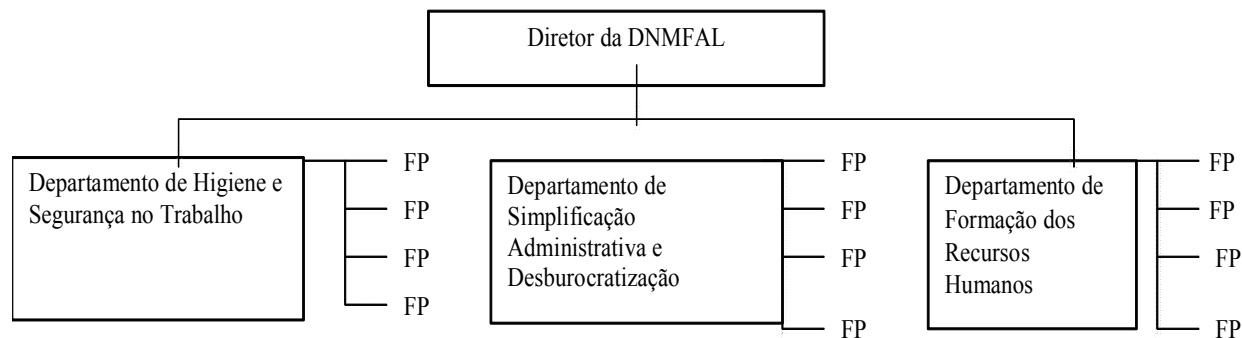 Diretor da DNMFAL
Departamento de Higiene e
Segurança no Trabalho
FP
FP
FP
FP
Departamento de
Simplificação
Administrativa e
Desburocratização
FP
FP
FP
FP
Departamento de
Formação dos
Recursos
Humanos
FP
FP
FP
FP